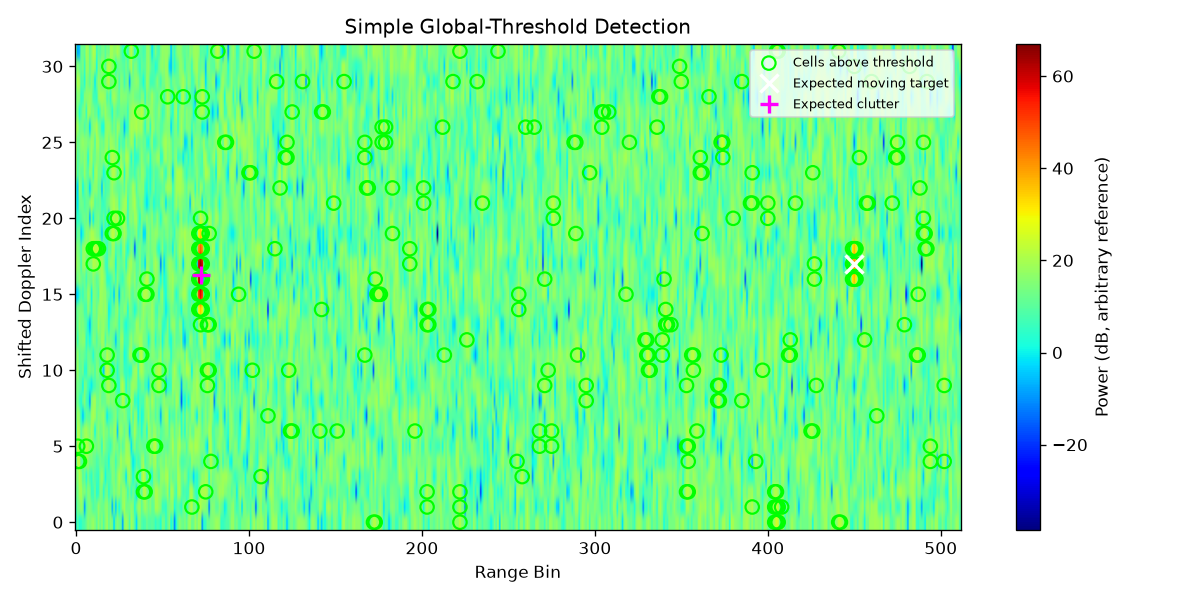 Simple Global-Threshold Detection
Cells above threshold
Expected moving target
Expected clutter
Shifted Doppler Index
30
25
20
15
10
5
0
0 100 200 300 400 500
Range Bin
60
40
20
0
−20
Power (dB, arbitrary reference)